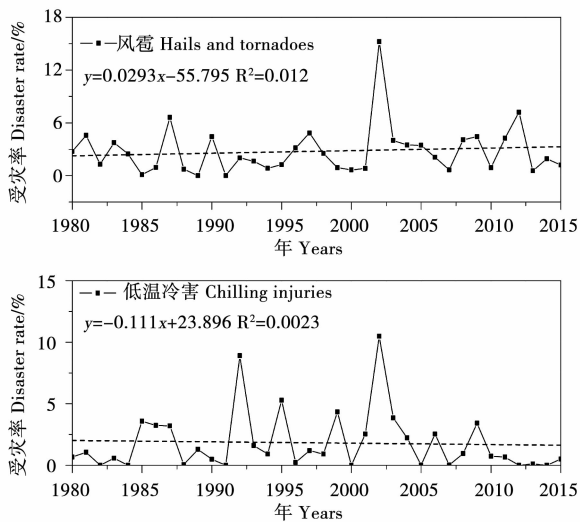 18
12
6
0
受灾率 Disaster rate/%
风雹 Hails and tornadoes
y=0.0293x−55.795 R²=0.012
1980 1985 1990 1995 2000 2005 2010 2015
年 Years
15
10
5
0
受灾率 Disaster rate/%
低温冷害 Chilling injuries
y=−0.111x+23.896 R²=0.0023
1980 1985 1990 1995 2000 2005 2010 2015
年 Years